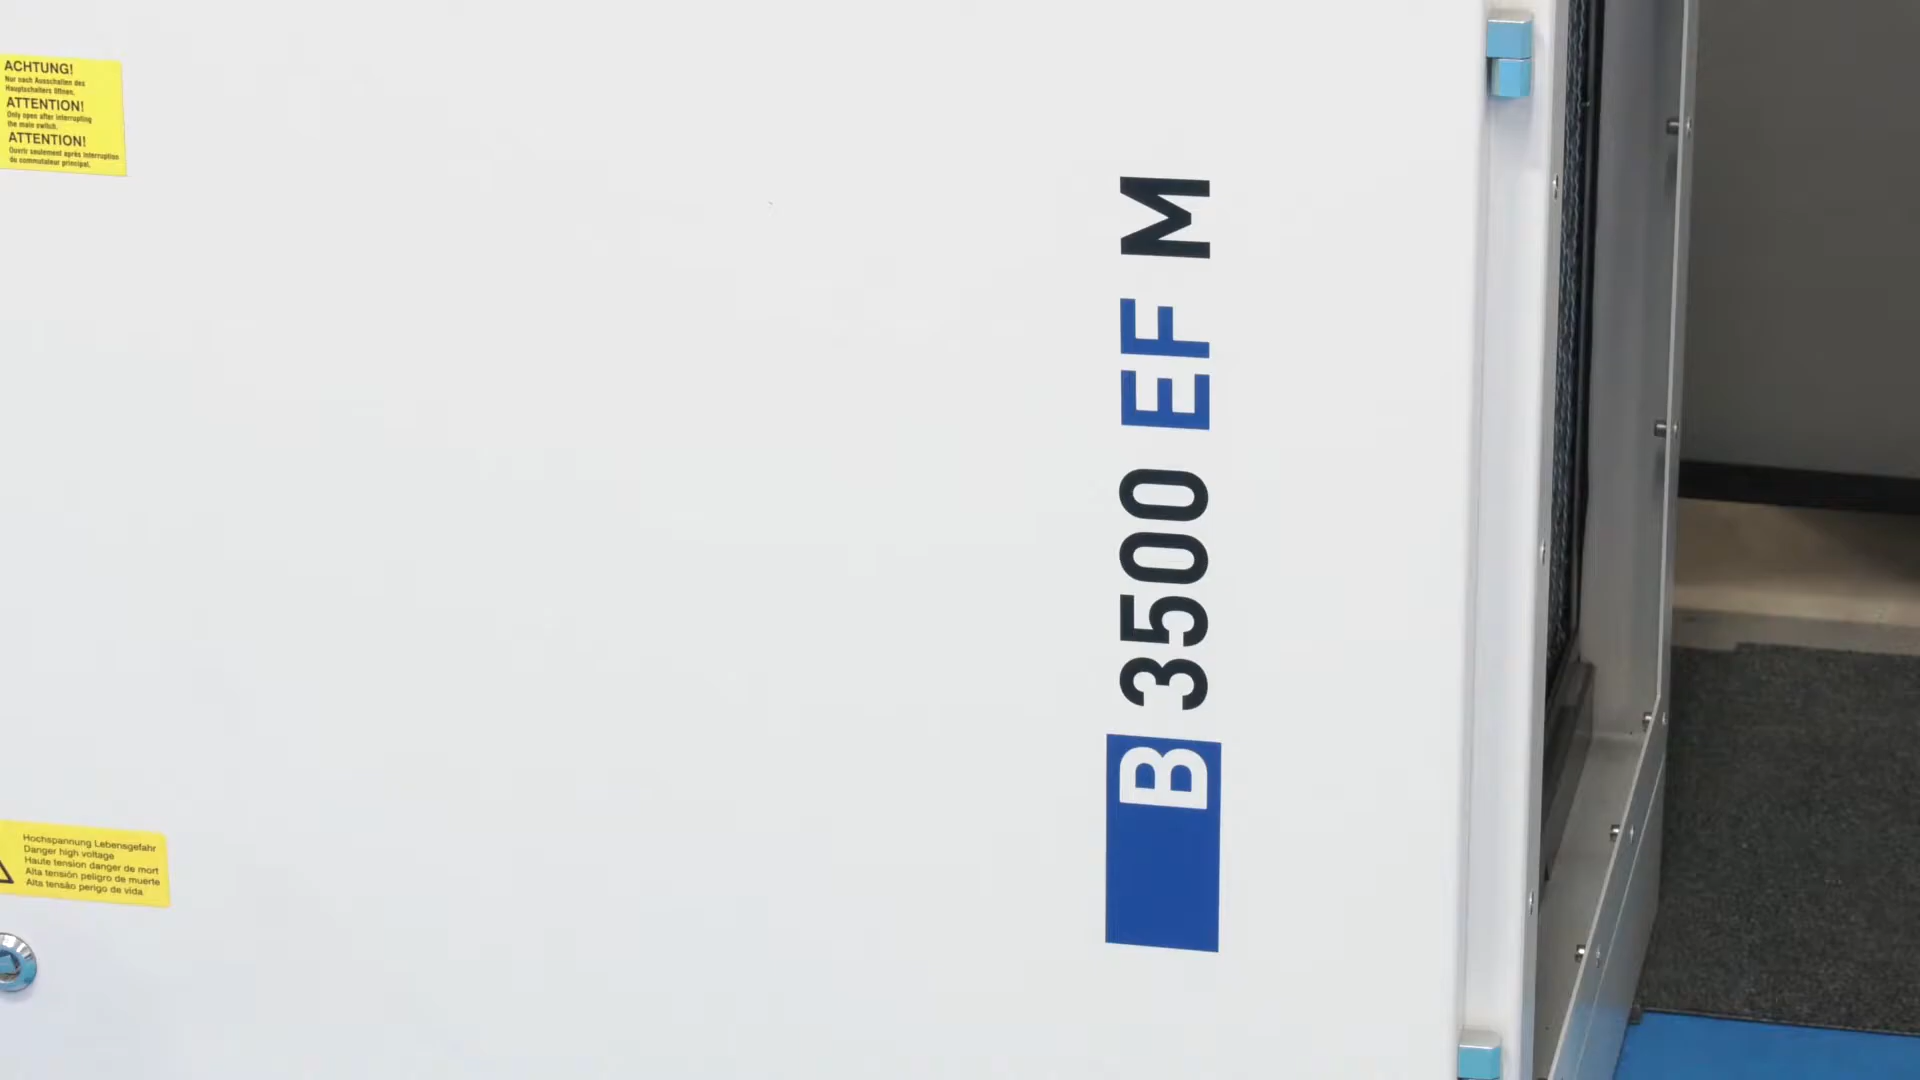 ACHTUNG!
Nur nach Ausschalten des
Hauptschalters öffnen.
ATTENTION!
Only open after interrupting
the main switch.
ATTENTION!
Ouvrir seulement après interruption
du commutateur principal.
B 3500 EF M
Hochspannung Lebensgefahr
Danger high voltage
Haute tension danger de mort
Alta tensión peligro de muerte
Alta tensão perigo de vida.